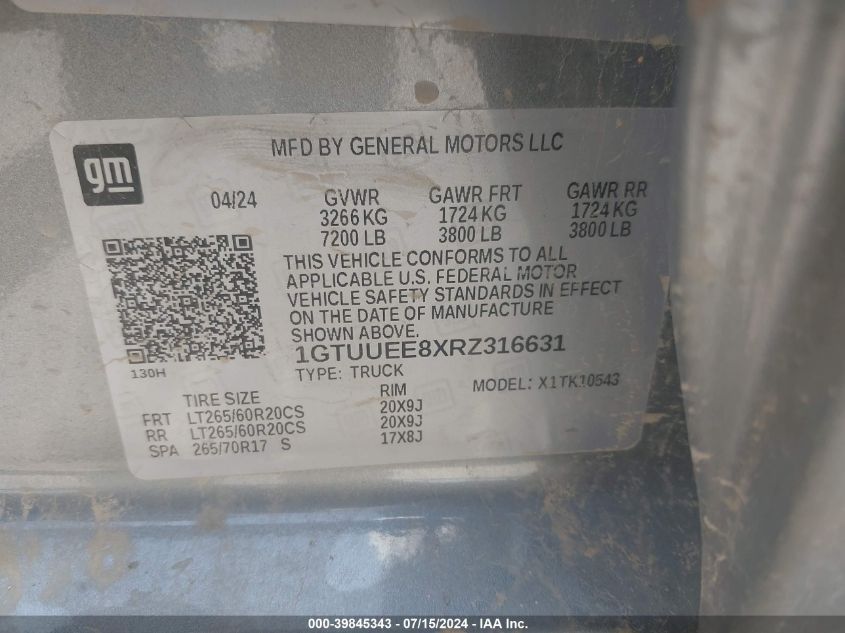 gm
MFD BY GENERAL MOTORS LLC
04/24 GVWR GAWR FRT GAWR RR
3266 KG 1724 KG 1724 KG
7200 LB 3800 LB 3800 LB
THIS VEHICLE CONFORMS TO ALL
APPLICABLE U.S. FEDERAL MOTOR
VEHICLE SAFETY STANDARDS IN EFFECT
ON THE DATE OF MANUFACTURE
SHOWN ABOVE.
1GTUUEE8XRZ316631
130H
TYPE: TRUCK
MODEL: X1TK10543
TIRE SIZE RIM
FRT LT265/60R20CS 20X9J
RR LT265/60R20CS 20X9J
SPA 265/70R17 S 17X8J
000-39845343 - 07/15/2024 - IAA Inc.